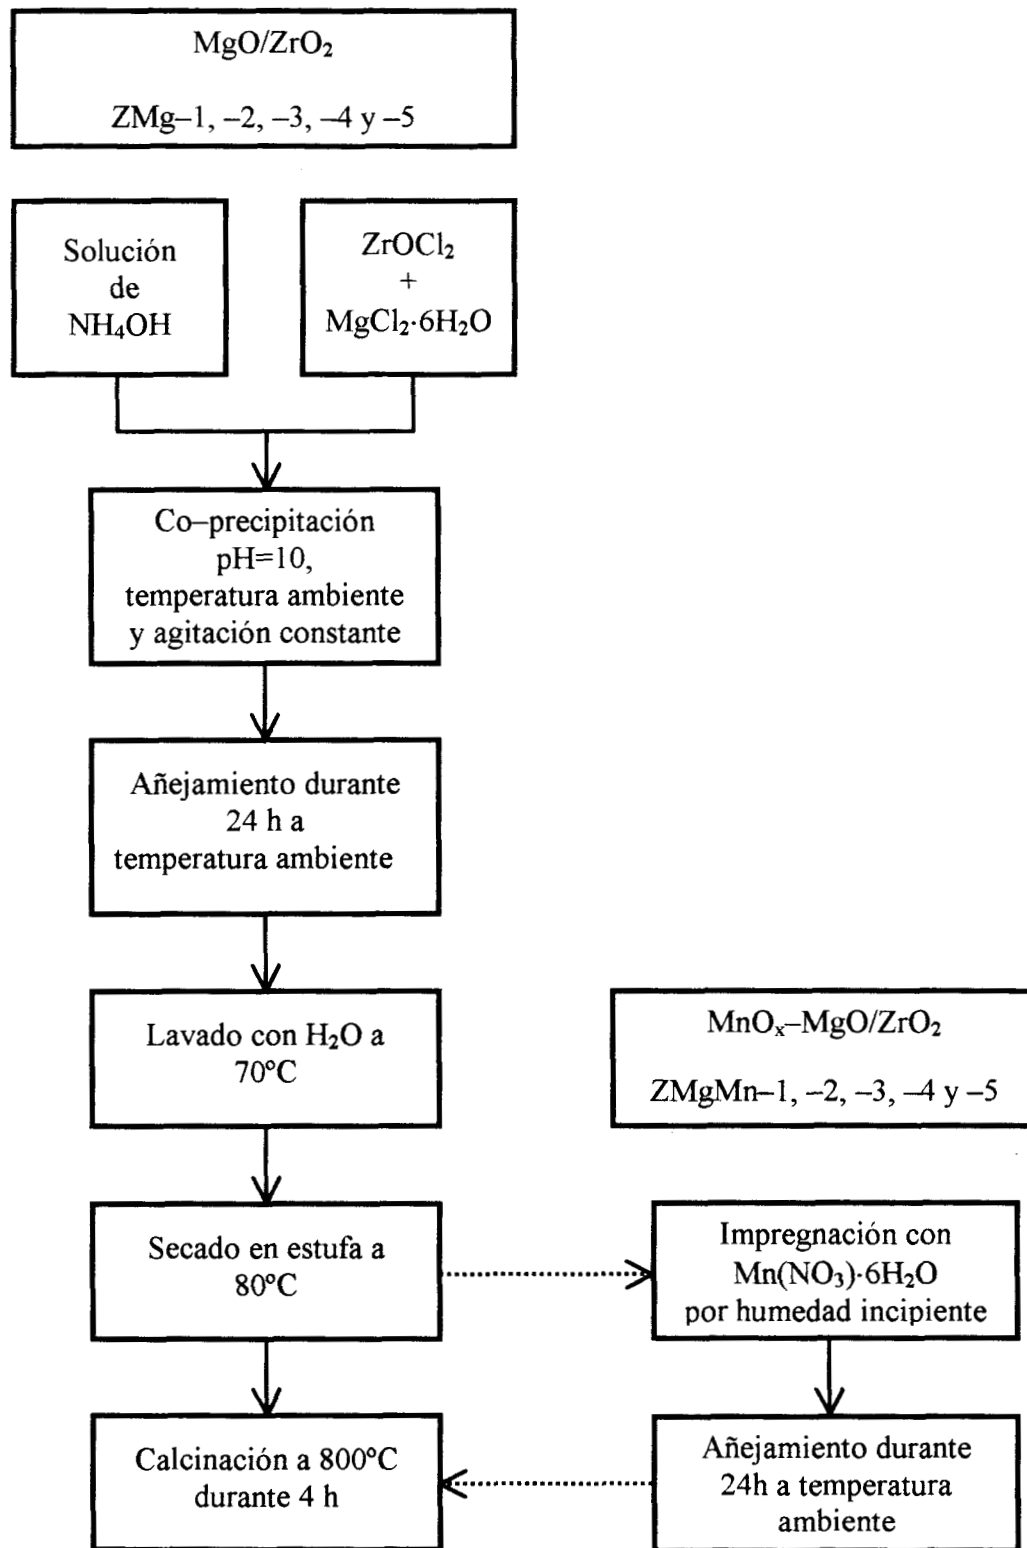 MgO/ZrO₂
ZMg–1, –2, –3, –4 y –5
Solución
de
NH₄OH
ZrOCl₂
+
MgCl₂·6H₂O
Co–precipitación
pH=10,
temperatura ambiente
y agitación constante
Añejamiento durante
24 h a
temperatura ambiente
Lavado con H₂O a
70ºC
MnOₓ–MgO/ZrO₂
ZMgMn–1, –2, –3, –4 y –5
Secado en estufa a
80ºC
Impregnación con
Mn(NO₃)·6H₂O
por humedad incipiente
Calcinación a 800ºC
durante 4 h
Añejamiento durante
24h a temperatura
ambiente